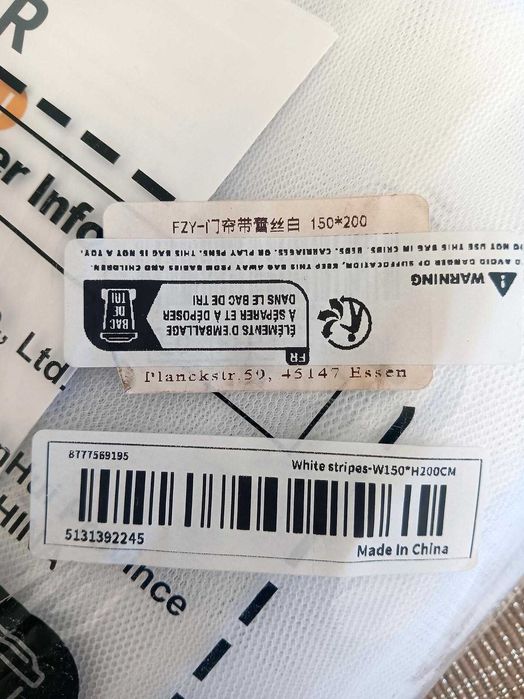 R
er Info
FZY-门帘带蕾丝白 150*200
TO AVOID DANGER OF SUFFOCATION, KEEP THIS BAG AWAY FROM BABIES AND CHILDREN.
DO NOT USE THIS BAG IN CRIBS, BEDS, CARRIAGES, OR PLAY PENS. THIS BAG IS NOT A TOY.
WARNING
FR
ÉLÉMENTS D'EMBALLAGE
À SÉPARER ET À DÉPOSER
DANS LE BAC DE TRI
BAC
DE
TRI
Planckstr.59, 45147 Essen
Ltd
8777569195
White stripes-W150*H200CM
5131392245
Made In China
nce